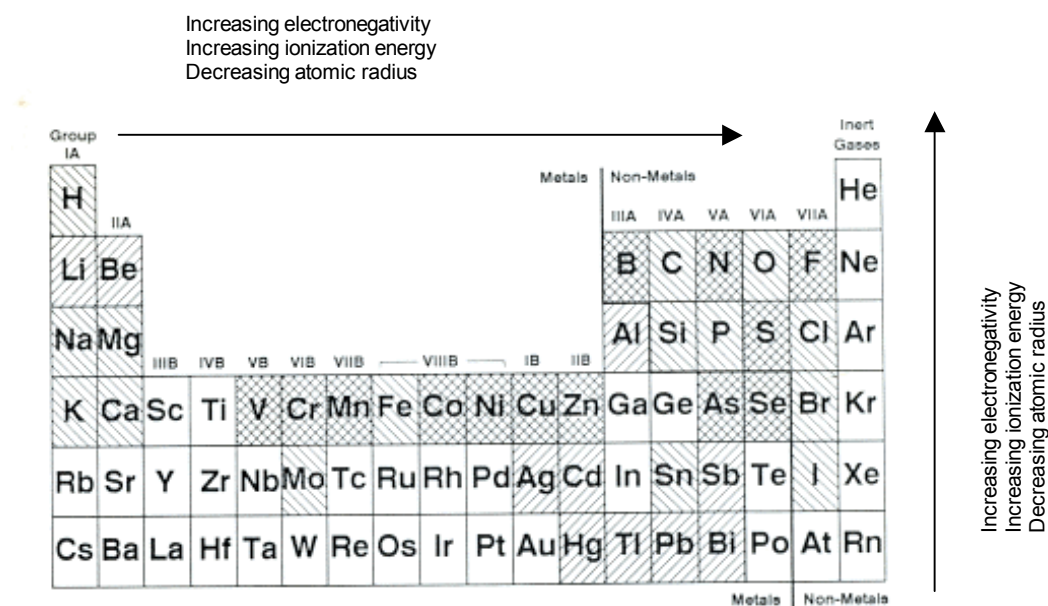 Increasing electronegativity
Increasing ionization energy
Decreasing atomic radius
Group
IA
Inert
Gases
Metals
Non-Metals
H
He
IIA
IIIA IVA VA VIA VIIA
Li Be B C N O F Ne
Na Mg Al Si P S Cl Ar
IIIB IVB VB VIB VIIB VIIIB IB IIB
K Ca Sc Ti V Cr Mn Fe Co Ni Cu Zn Ga Ge As Se Br Kr
Rb Sr Y Zr Nb Mo Tc Ru Rh Pd Ag Cd In Sn Sb Te I Xe
Cs Ba La Hf Ta W Re Os Ir Pt Au Hg Tl Pb Bi Po At Rn
Metals
Non-Metals
Increasing electronegativity
Increasing ionization energy
Decreasing atomic radius